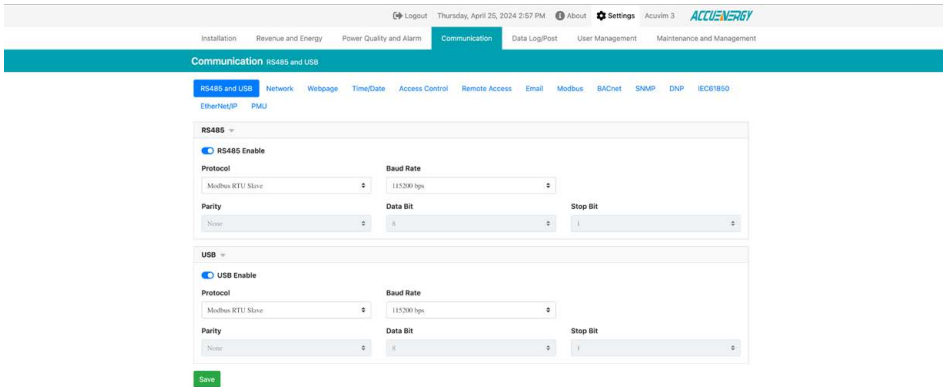 Logout Thursday, April 25, 2024 2:57 PM About Settings Acuvim 3 ACCUENERGY
Installation Revenue and Energy Power Quality and Alarm Communication Data Log/Post User Management Maintenance and Management
Communication RS485 and USB
RS485 and USB Network Webpage Time/Date Access Control Remote Access Email Modbus BACnet SNMP DNP IEC61850
EtherNet/IP PMU
RS485
RS485 Enable
Protocol Baud Rate
Modbus RTU Slave 115200 bps
Parity Data Bit Stop Bit
None 8 1
USB
USB Enable
Protocol Baud Rate
Modbus RTU Slave 115200 bps
Parity Data Bit Stop Bit
None 8 1
Save